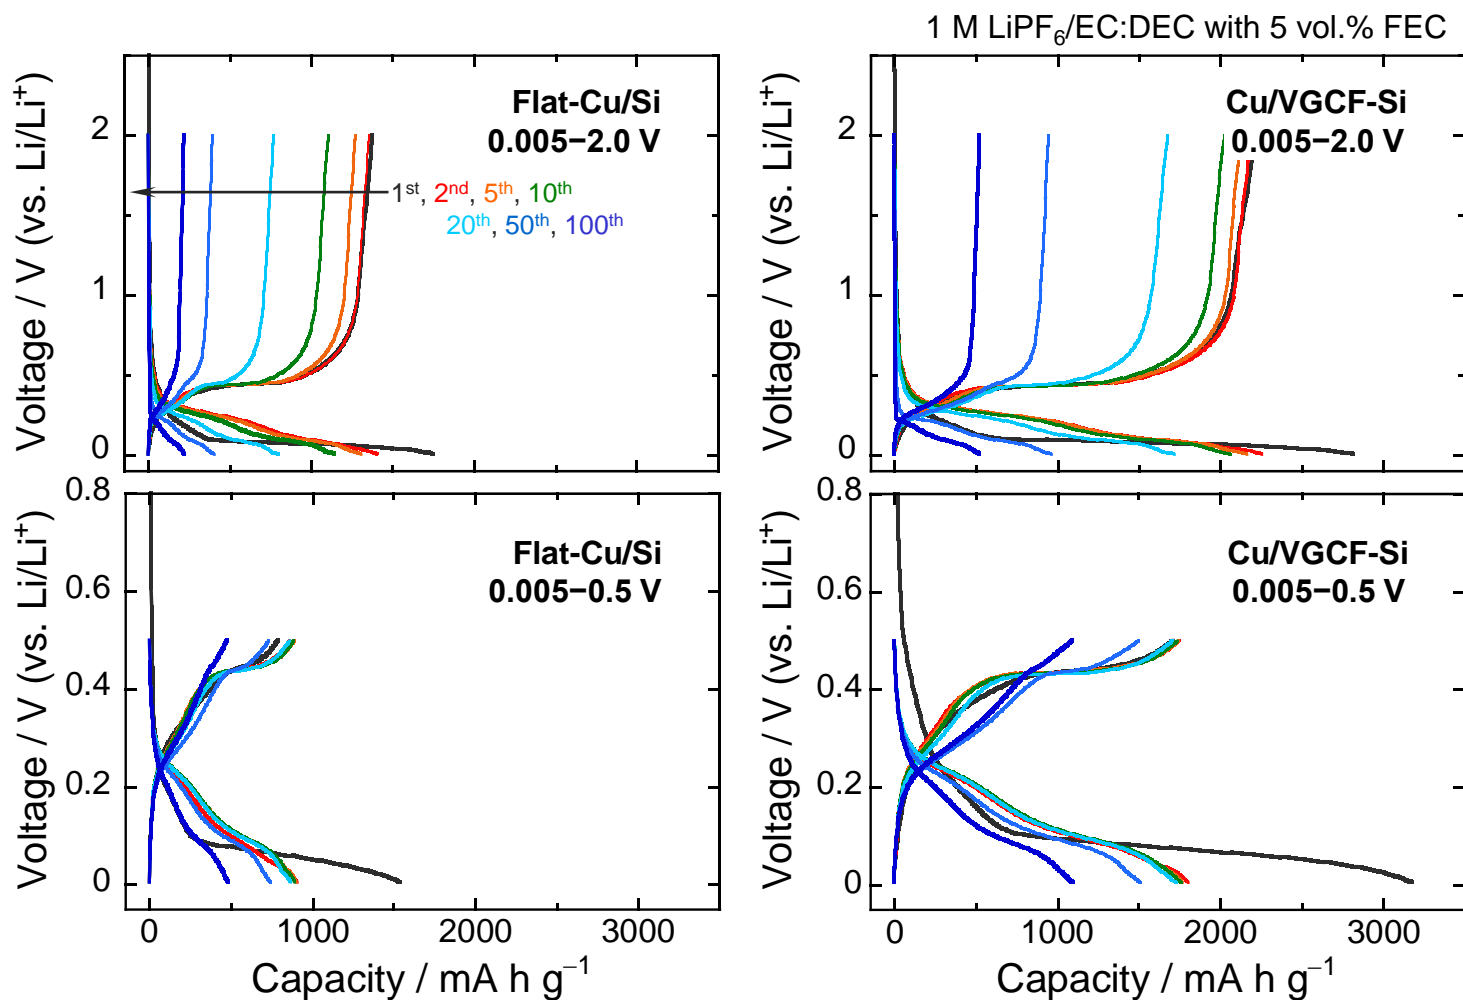 1 M LiPF₆/EC:DEC with 5 vol.% FEC
Voltage / V (vs. Li/Li⁺)
2
1
0
Flat-Cu/Si
0.005−2.0 V
1ˢᵗ, 2ⁿᵈ, 5ᵗʰ, 10ᵗʰ
20ᵗʰ, 50ᵗʰ, 100ᵗʰ
Voltage / V (vs. Li/Li⁺)
2
1
0
Cu/VGCF-Si
0.005−2.0 V
Voltage / V (vs. Li/Li⁺)
0.8
0.6
0.4
0.2
0
Flat-Cu/Si
0.005−0.5 V
0 1000 2000 3000
Capacity / mA h g⁻¹
Voltage / V (vs. Li/Li⁺)
0.8
0.6
0.4
0.2
0
Cu/VGCF-Si
0.005−0.5 V
0 1000 2000 3000
Capacity / mA h g⁻¹